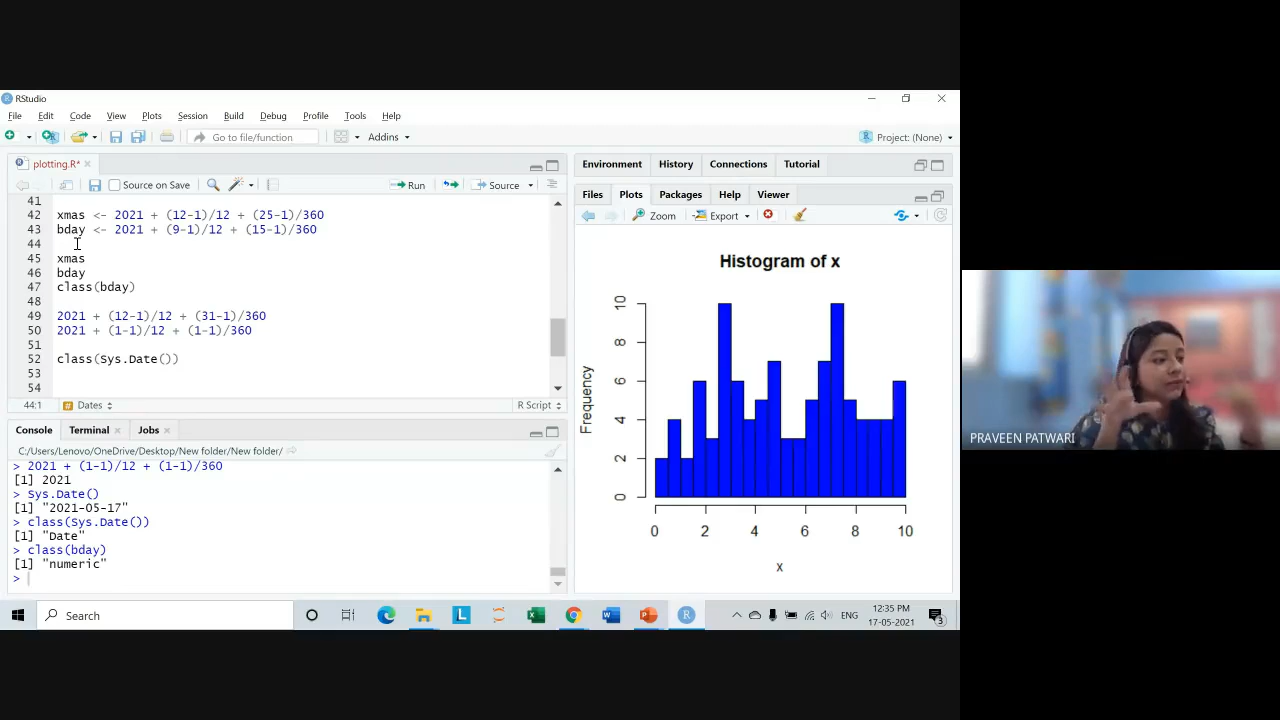 RStudio
File Edit Code View Plots Session Build Debug Profile Tools Help
Go to file/function Addins Project: (None)
plotting.R*
Source on Save Run Source
41
42 xmas <- 2021 + (12-1)/12 + (25-1)/360
43 bday <- 2021 + (9-1)/12 + (15-1)/360
44
45 xmas
46 bday
47 class(bday)
48
49 2021 + (12-1)/12 + (31-1)/360
50 2021 + (1-1)/12 + (1-1)/360
51
52 class(Sys.Date())
53
54
44:1 # Dates R Script
Console Terminal Jobs
C:/Users/Lenovo/OneDrive/Desktop/New folder/New folder/
> 2021 + (1-1)/12 + (1-1)/360
[1] 2021
> Sys.Date()
[1] "2021-05-17"
> class(Sys.Date())
[1] "Date"
> class(bday)
[1] "numeric"
>
Environment History Connections Tutorial
Files Plots Packages Help Viewer
Zoom Export
Histogram of x
Frequency
10
8
6
4
2
0
0 2 4 6 8 10
x
PRAVEEN PATWARI
Search
ENG
12:35 PM
17-05-2021
3